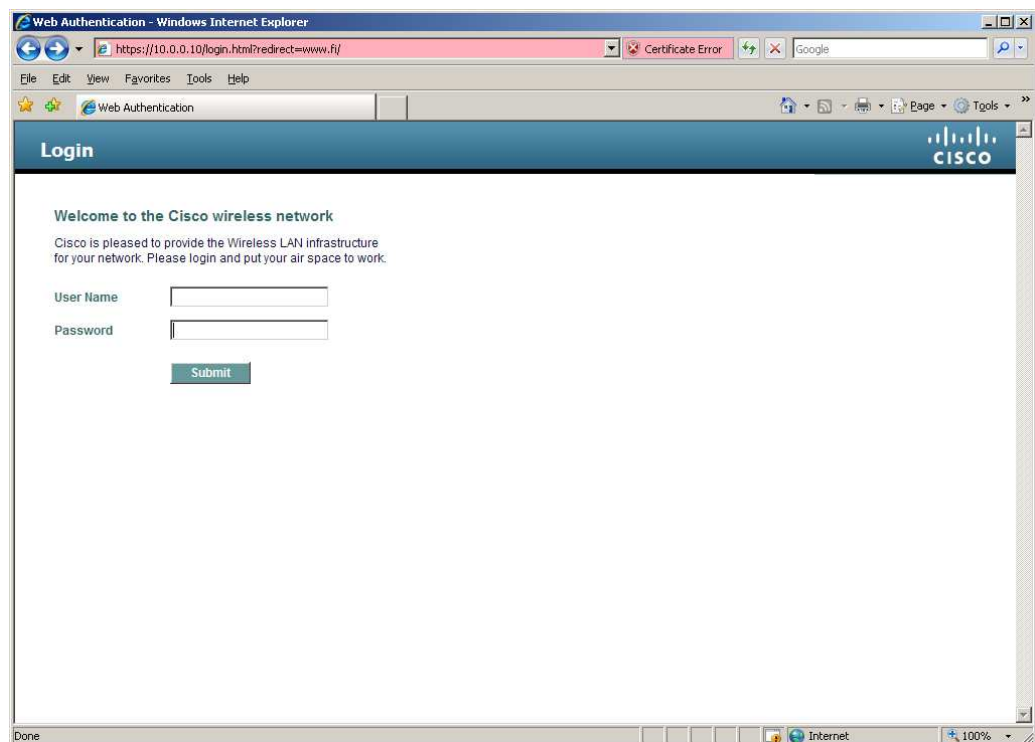 Web Authentication - Windows Internet Explorer
https://10.0.0.10/login.html?redirect=www.fi/
Certificate Error
Google
File Edit View Favorites Tools Help
Web Authentication
Page Tools »
Login
CISCO
Welcome to the Cisco wireless network
Cisco is pleased to provide the Wireless LAN infrastructure
for your network. Please login and put your air space to work.
User Name
Password
Submit
Done
Internet
100%